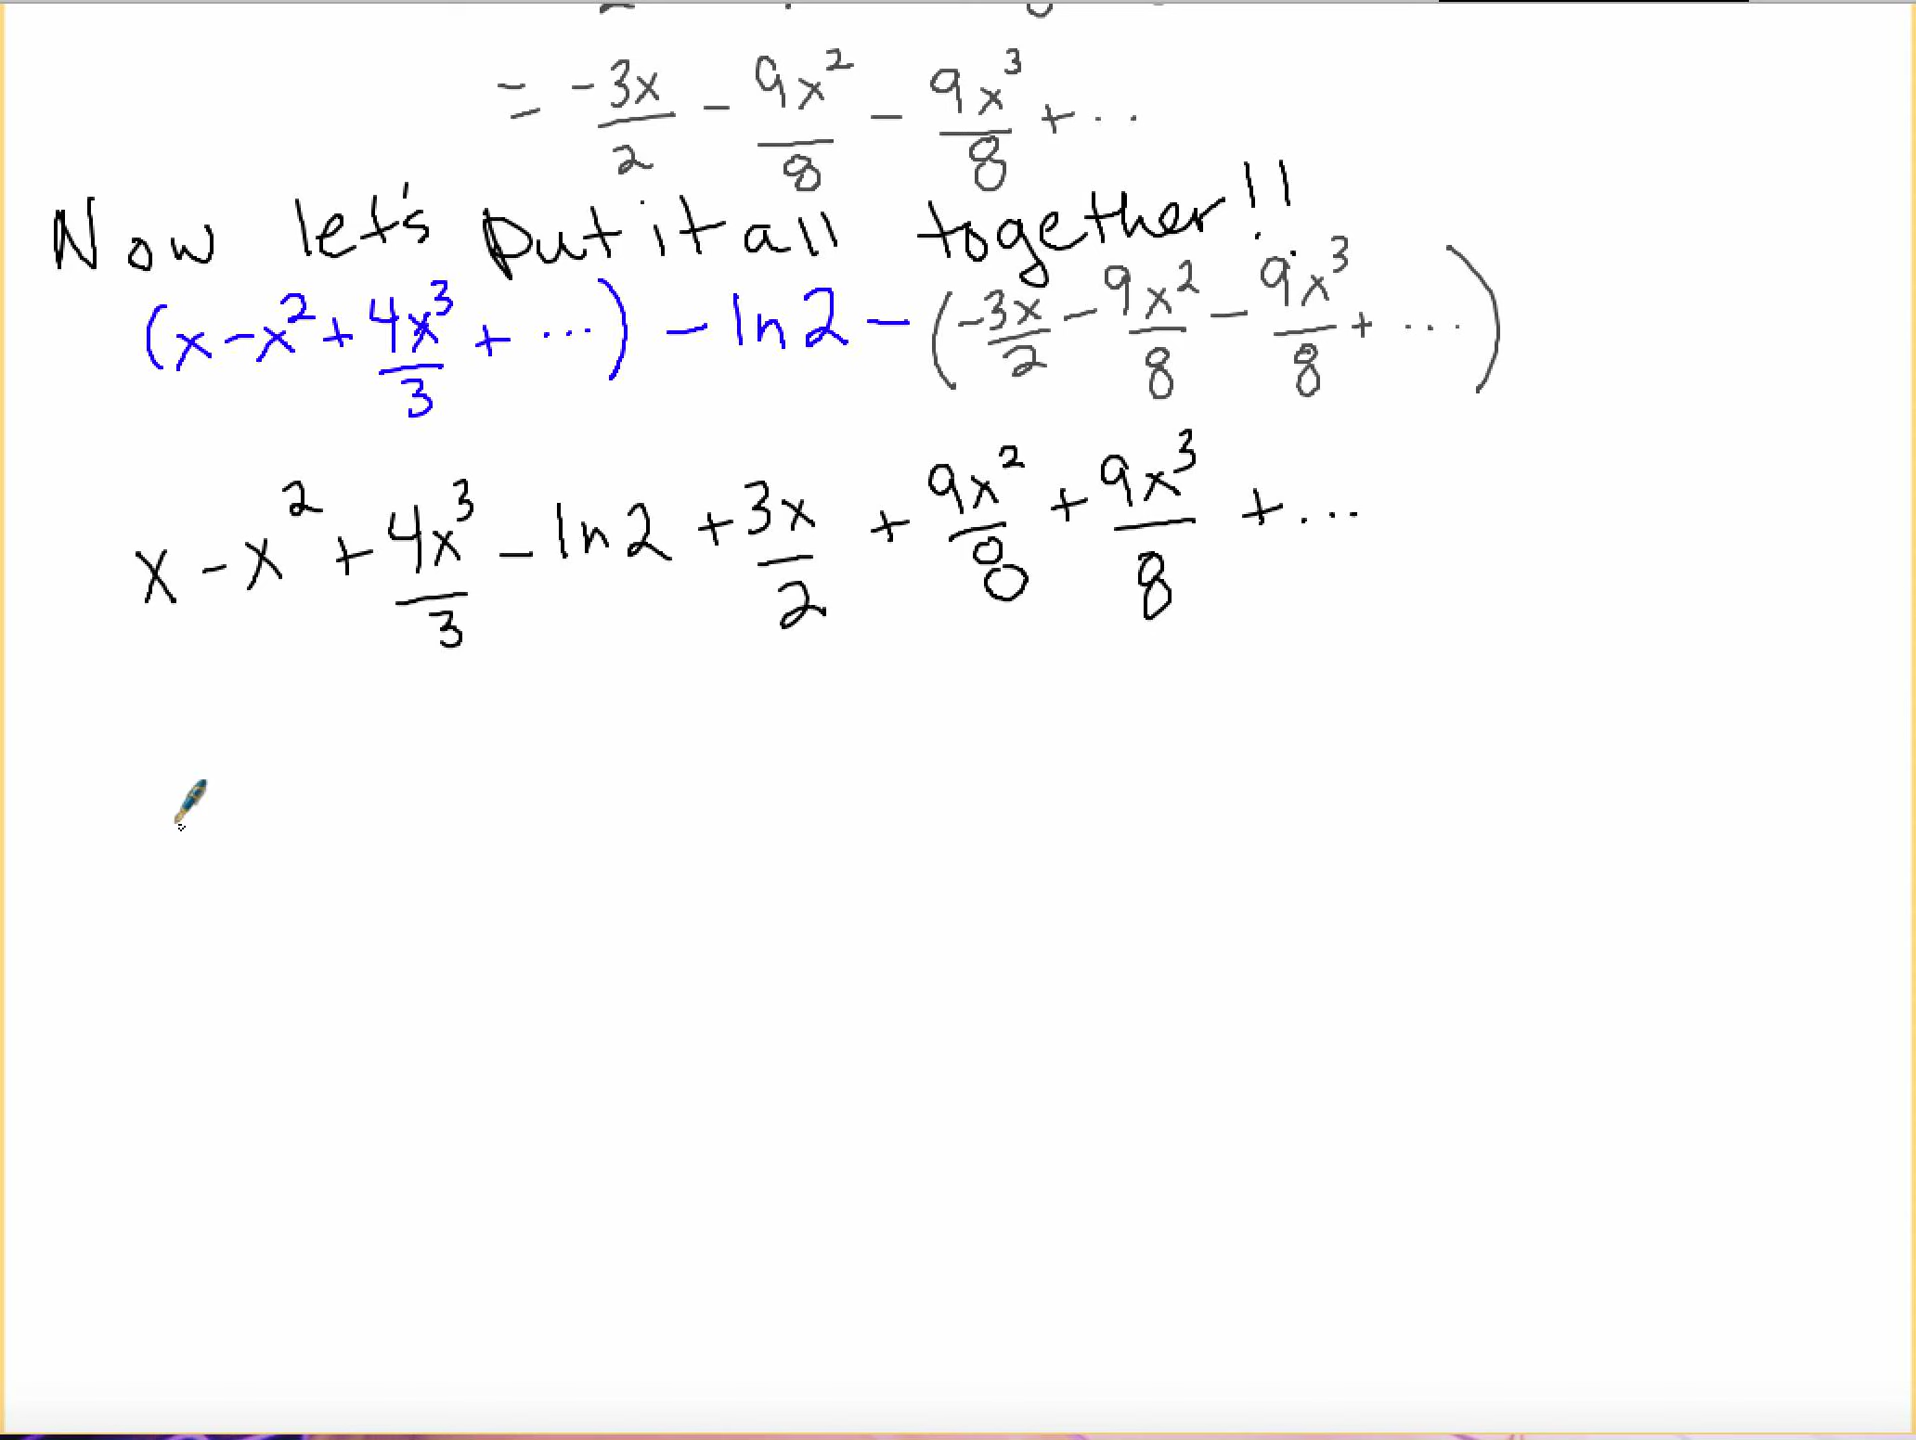 = -3x/2 - 9x²/8 - 9x³/8 + ...
Now let's put it all together!!
(x - x² + 4x³/3 + ...) - ln2 - (-3x/2 - 9x²/8 - 9x³/8 + ...)
x - x² + 4x³/3 - ln2 + 3x/2 + 9x²/8 + 9x³/8 + ...